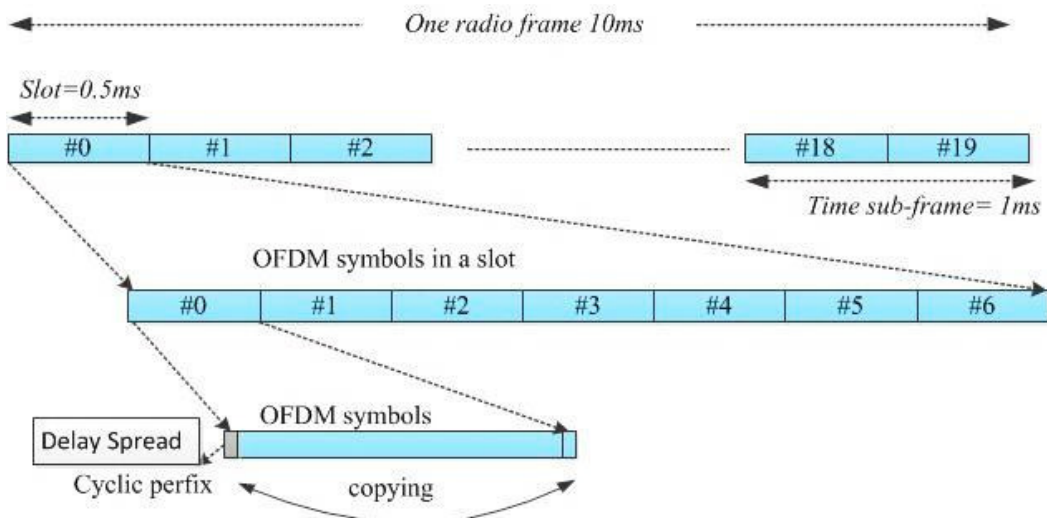 One radio frame 10ms
Slot=0.5ms
#0 #1 #2 #18 #19
Time sub-frame= 1ms
OFDM symbols in a slot
#0 #1 #2 #3 #4 #5 #6
OFDM symbols
Delay Spread
Cyclic perfix
copying